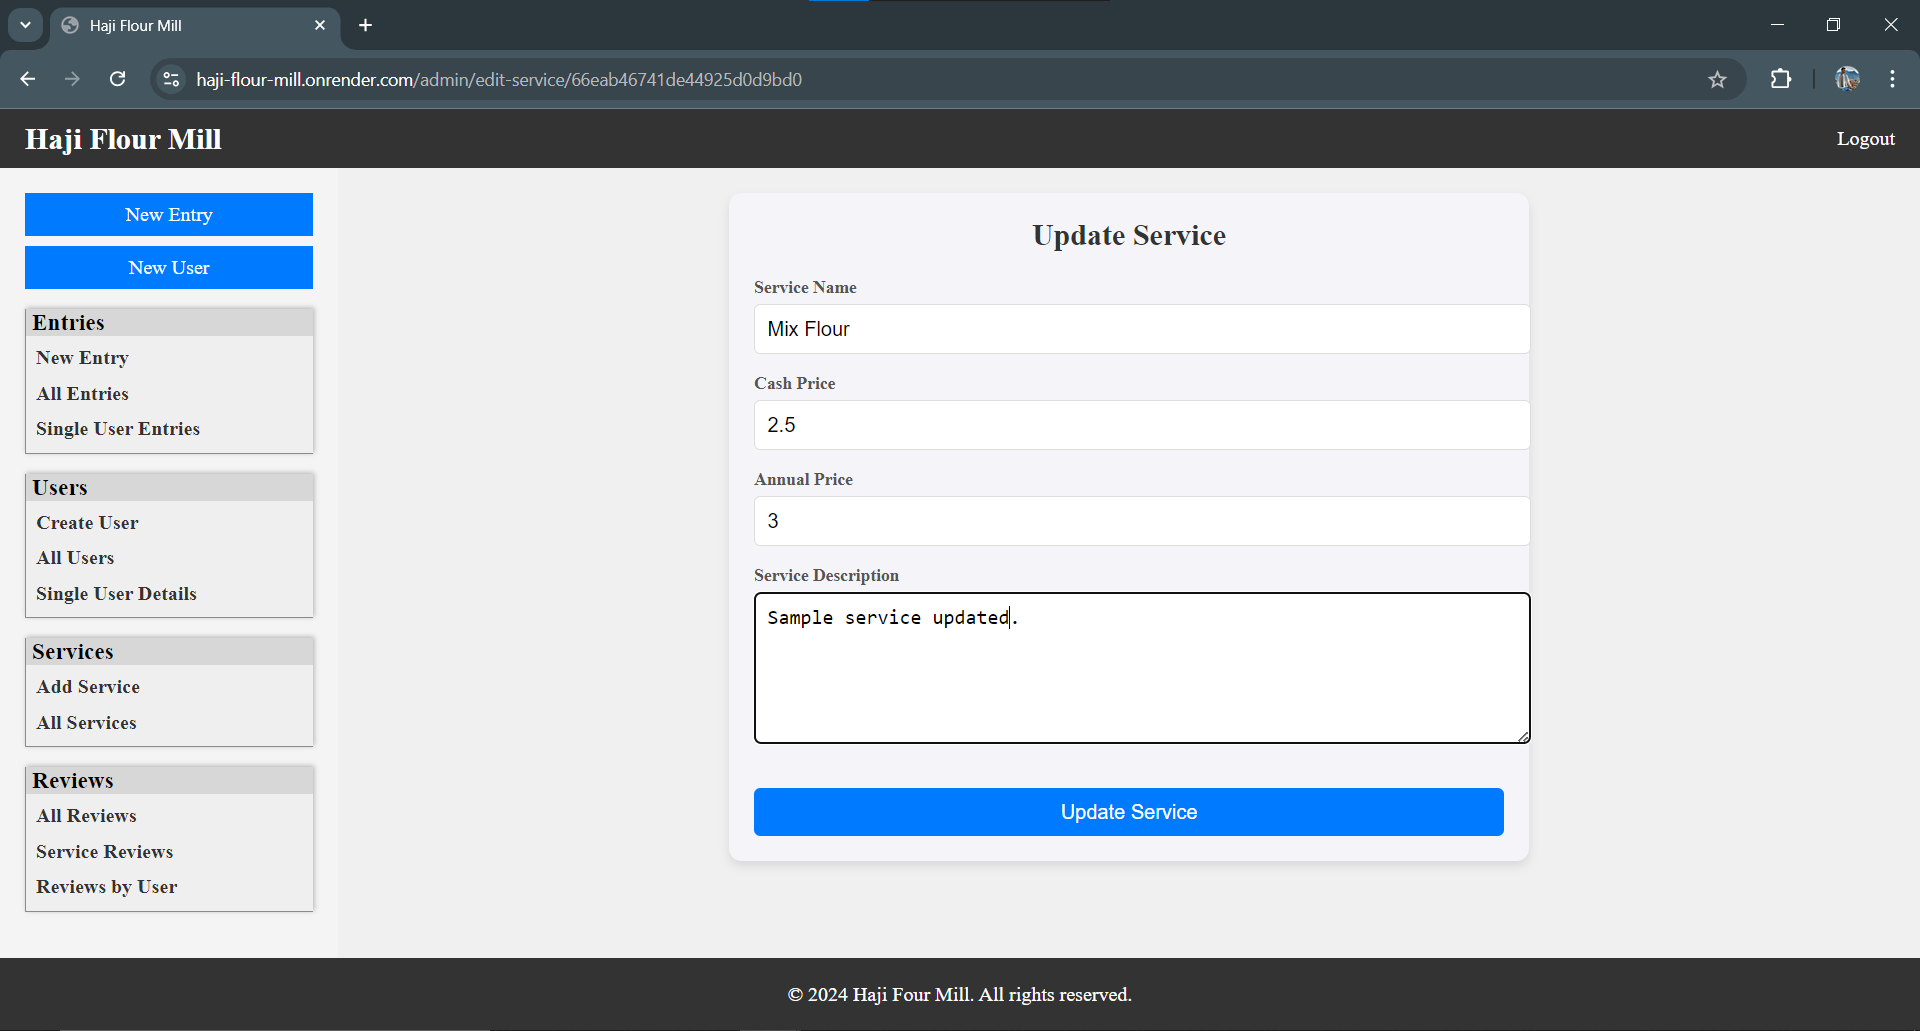 Haji Flour Mill
haji-flour-mill.onrender.com/admin/edit-service/66eab46741de44925d0d9bd0
Haji Flour Mill
Logout
New Entry
New User
Entries
New Entry
All Entries
Single User Entries
Users
Create User
All Users
Single User Details
Services
Add Service
All Services
Reviews
All Reviews
Service Reviews
Reviews by User
Update Service
Service Name
Mix Flour
Cash Price
2.5
Annual Price
3
Service Description
Sample service updated.
Update Service
© 2024 Haji Four Mill. All rights reserved.